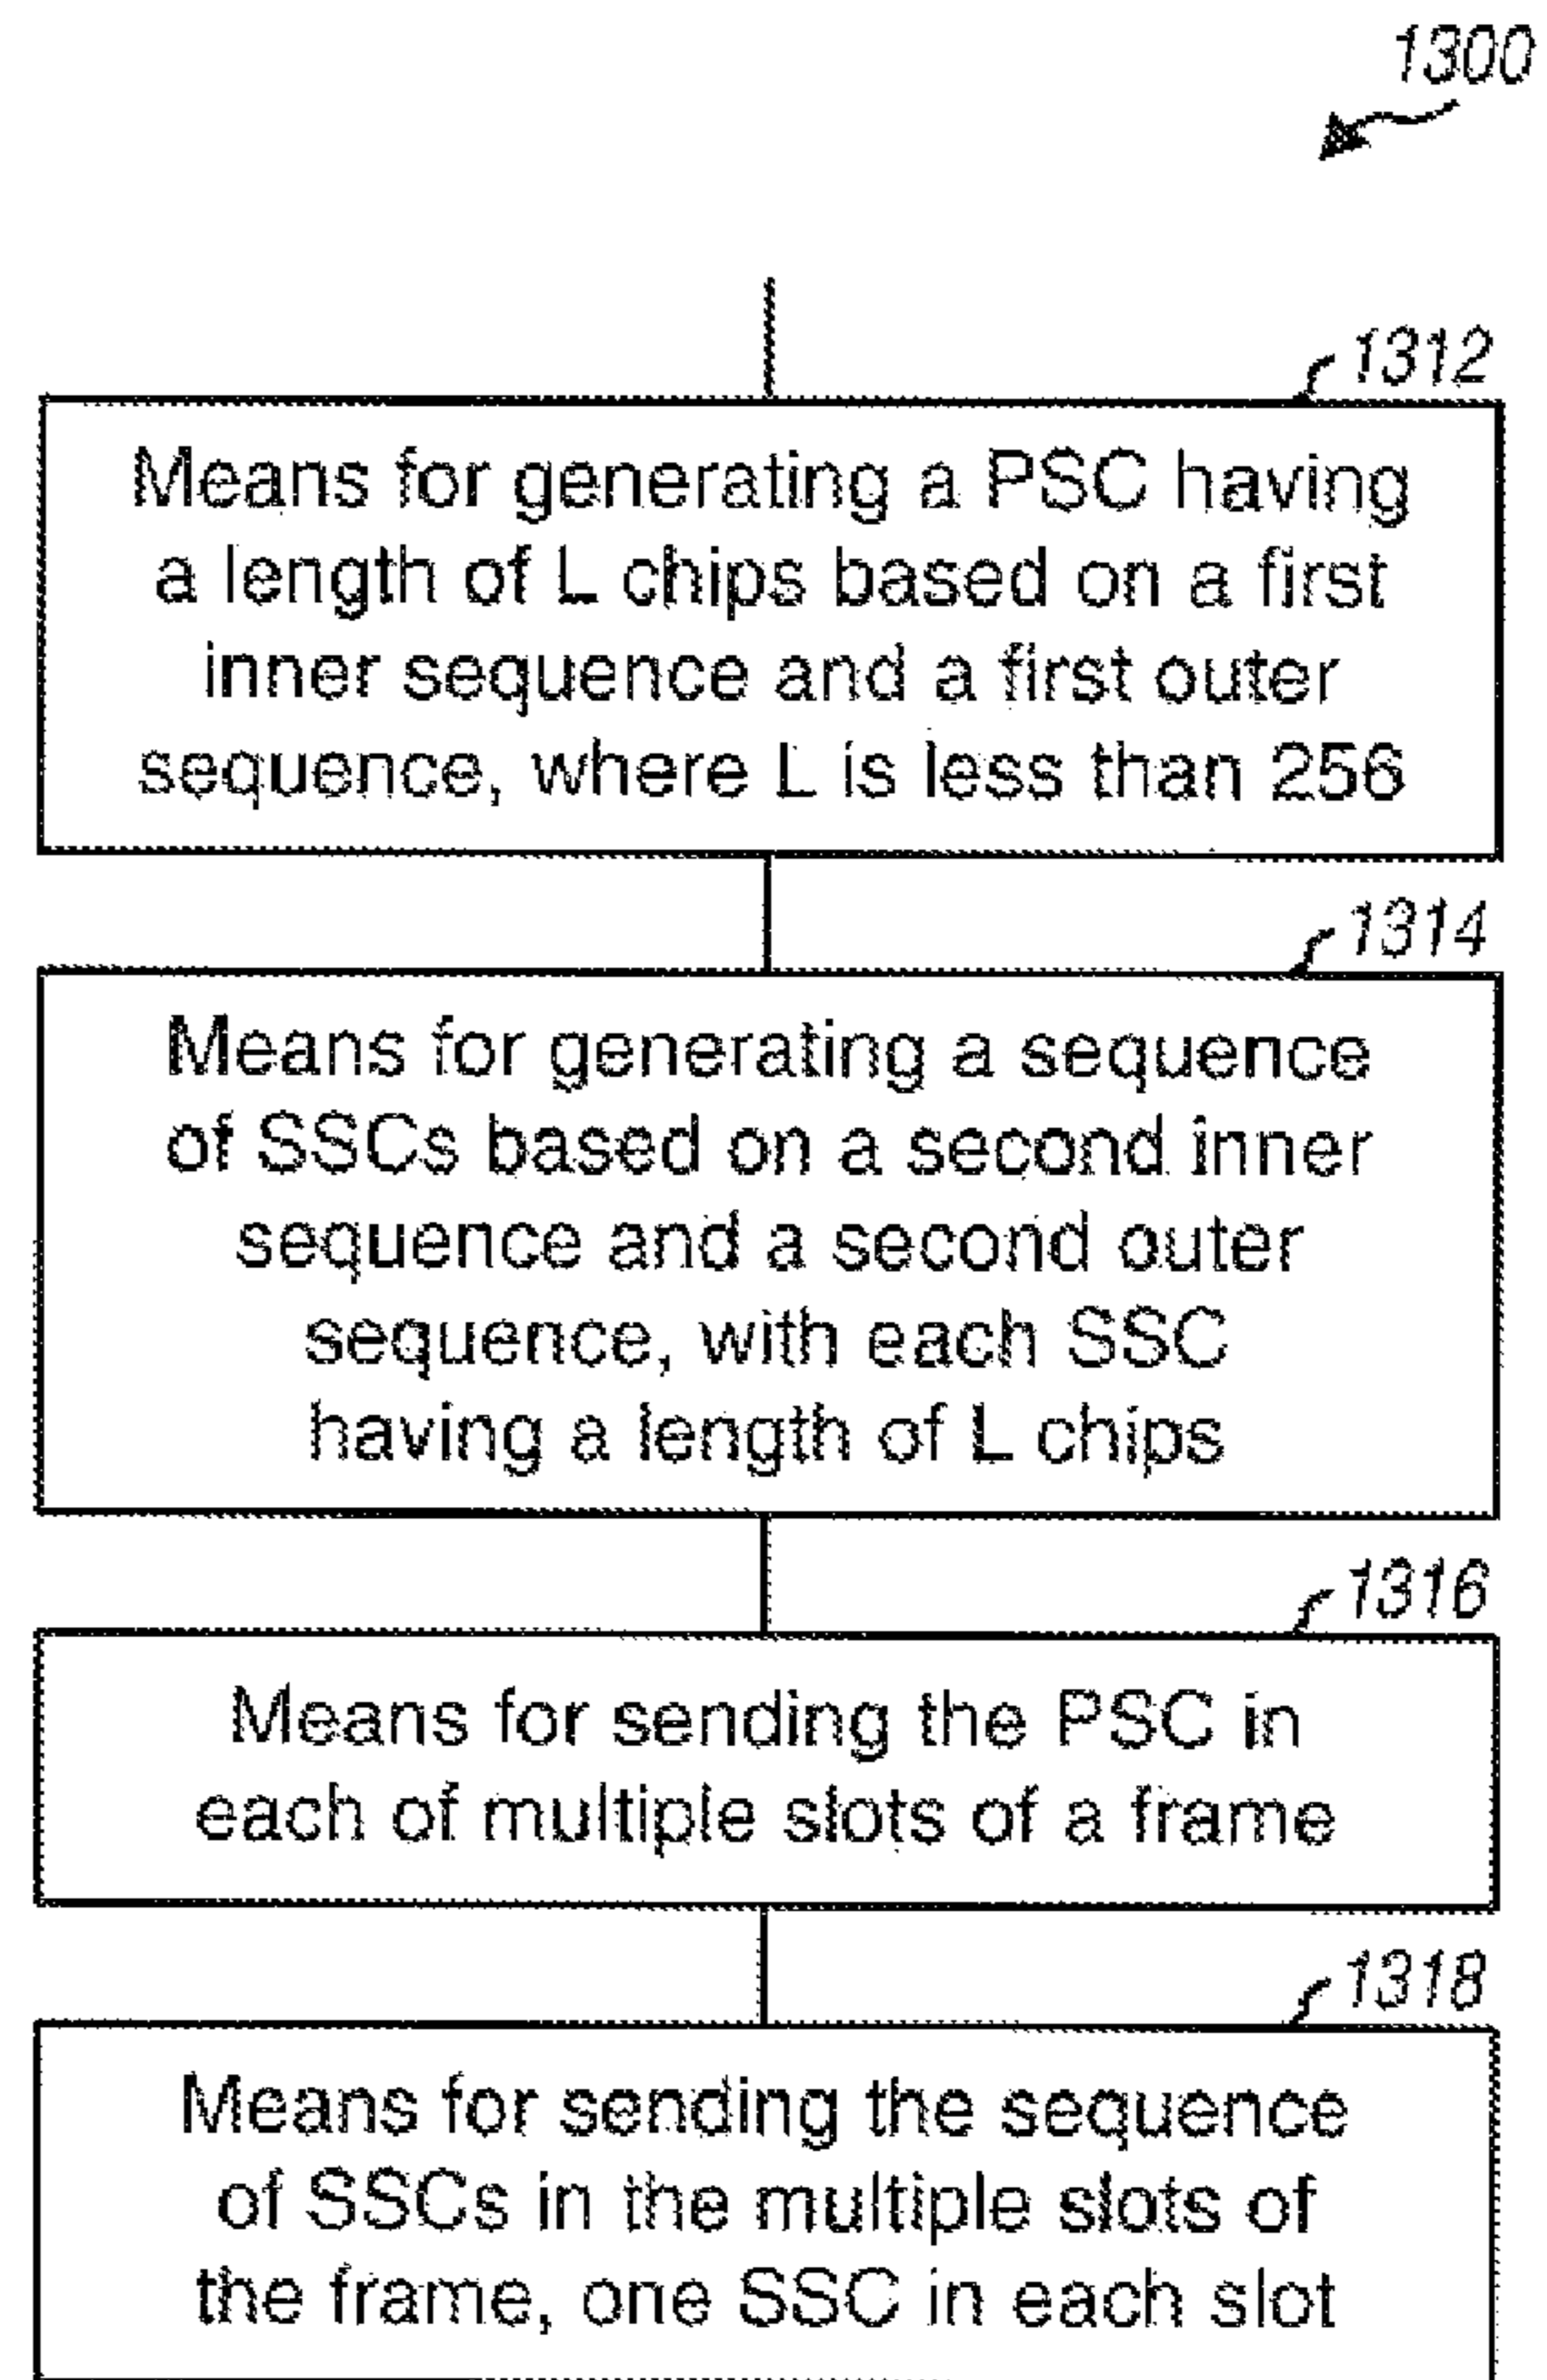 1300
1312
Means for generating a PSC having
a length of L chips based on a first
inner sequence and a first outer
sequence, where L is less than 256
1314
Means for generating a sequence
of SSCs based on a second inner
sequence and a second outer
sequence, with each SSC
having a length of L chips
1316
Means for sending the PSC in
each of multiple slots of a frame
1318
Means for sending the sequence
of SSCs in the multiple slots of
the frame, one SSC in each slot